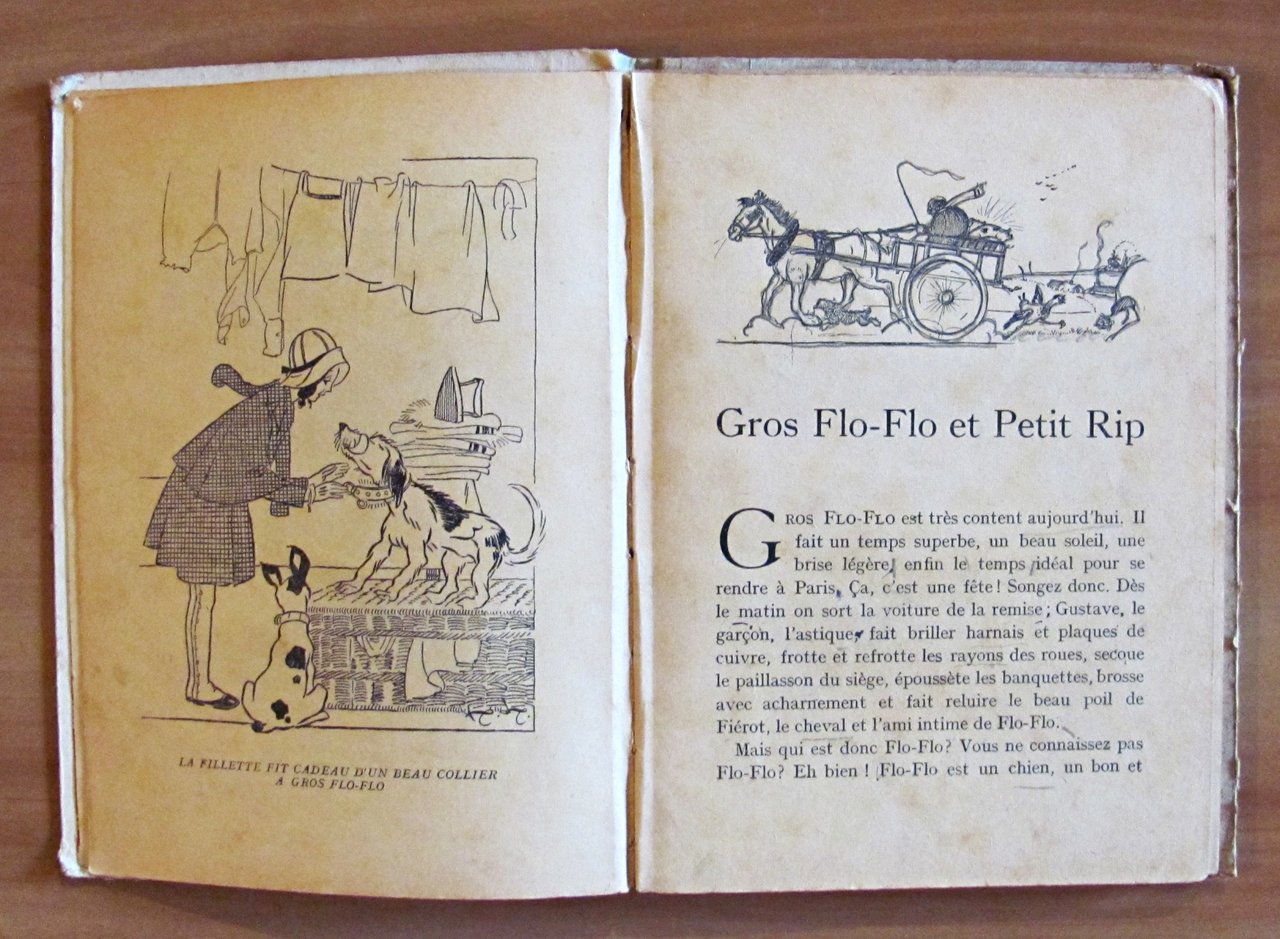 LA FILLETTE FIT CADEAU D'UN BEAU COLLIER
A GROS FLO-FLO
Gros Flo-Flo et Petit Rip
GROS FLO-FLO est très content aujourd'hui. Il
fait un temps superbe, un beau soleil, une
brise légère, enfin le temps idéal pour se
rendre à Paris. Ça, c'est une fête! Songez donc. Dès
le matin on sort la voiture de la remise; Gustave, le
garçon, l'astique, fait briller harnais et plaques de
cuivre, frotte et refrotte les rayons des roues, secoue
le paillasson du siège, époussète les banquettes, brosse
avec acharnement et fait reluire le beau poil de
Fiérot, le cheval et l'ami intime de Flo-Flo.
Mais qui est donc Flo-Flo? Vous ne connaissez pas
Flo-Flo? Eh bien! Flo-Flo est un chien, un bon et